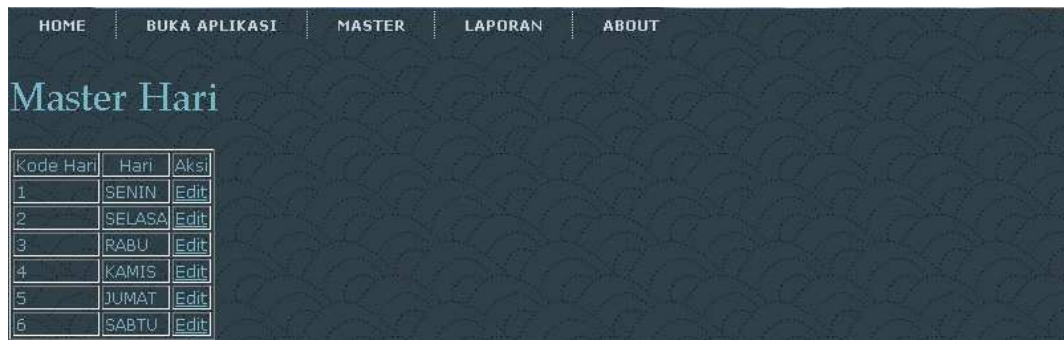 HOME BUKA APLIKASI MASTER LAPORAN ABOUT
Master Hari
Kode Hari Hari Aksi
1 SENIN Edit
2 SELASA Edit
3 RABU Edit
4 KAMIS Edit
5 JUMAT Edit
6 SABTU Edit